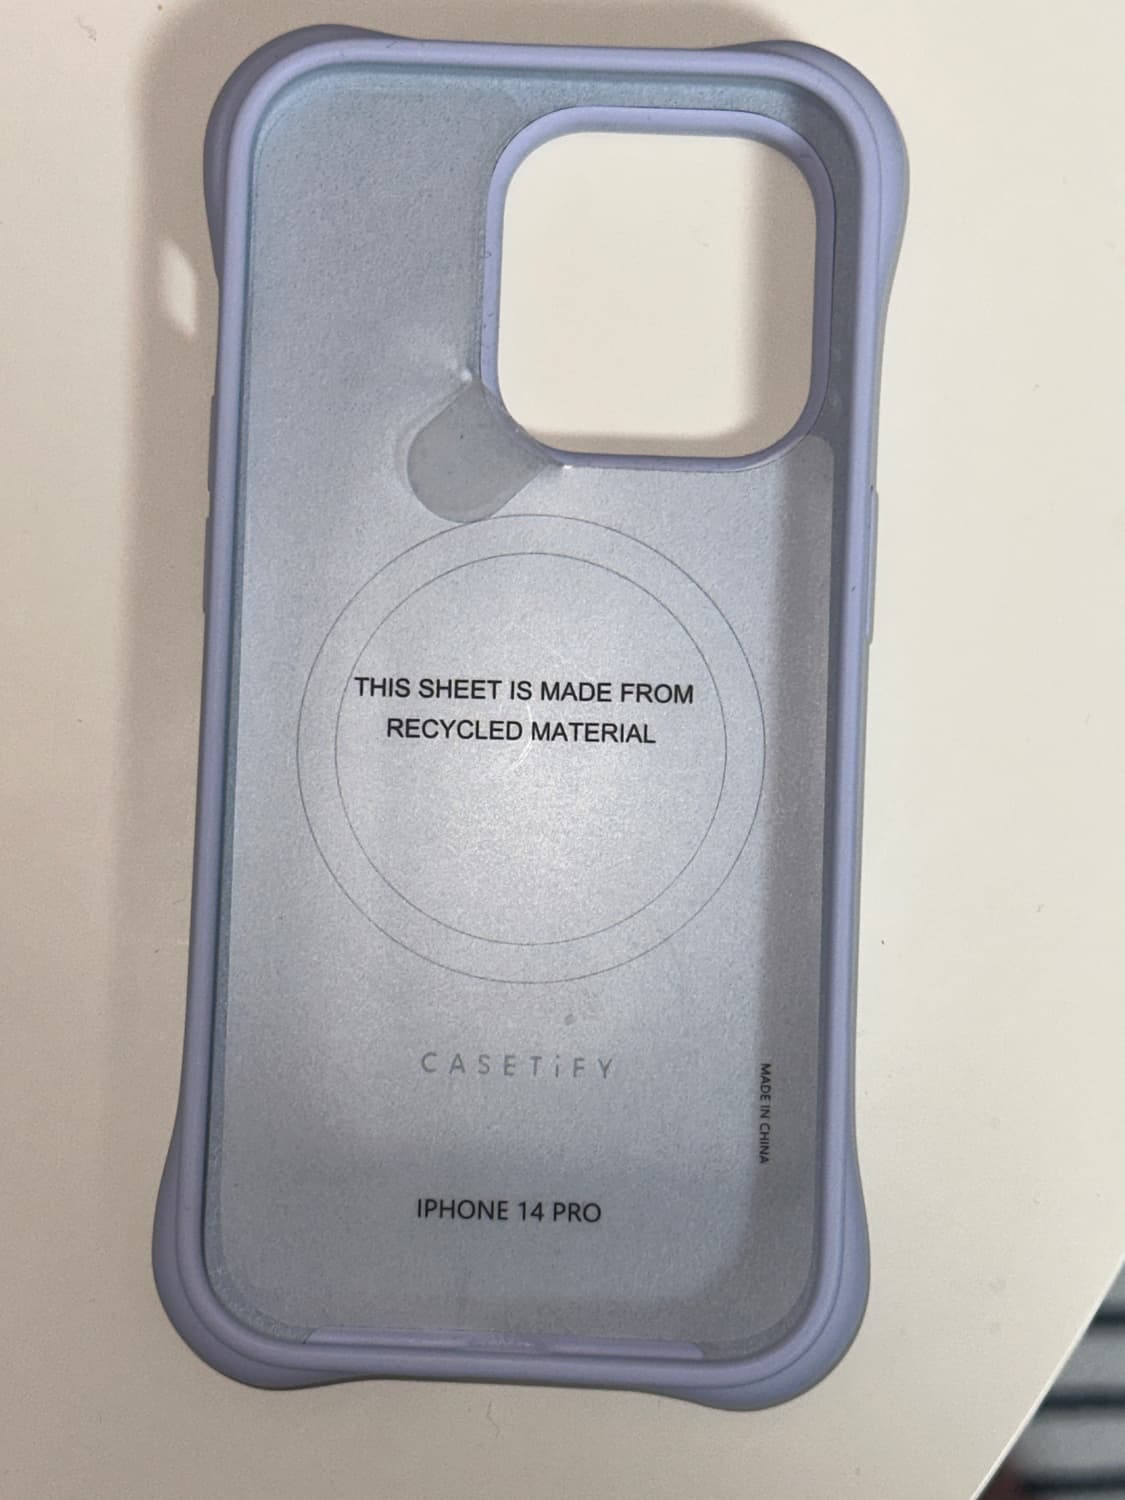 THIS SHEET IS MADE FROM
RECYCLED MATERIAL
CASETiFY
MADE IN CHINA
IPHONE 14 PRO